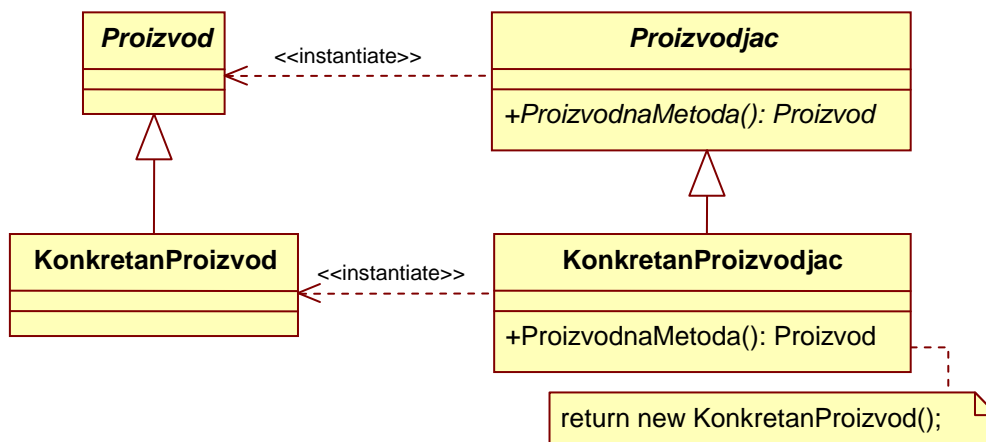 Proizvod
<<instantiate>>
Proizvodjac
+ProizvodnaMetoda(): Proizvod
KonkretanProizvod
<<instantiate>>
KonkretanProizvodjac
+ProizvodnaMetoda(): Proizvod
return new KonkretanProizvod();